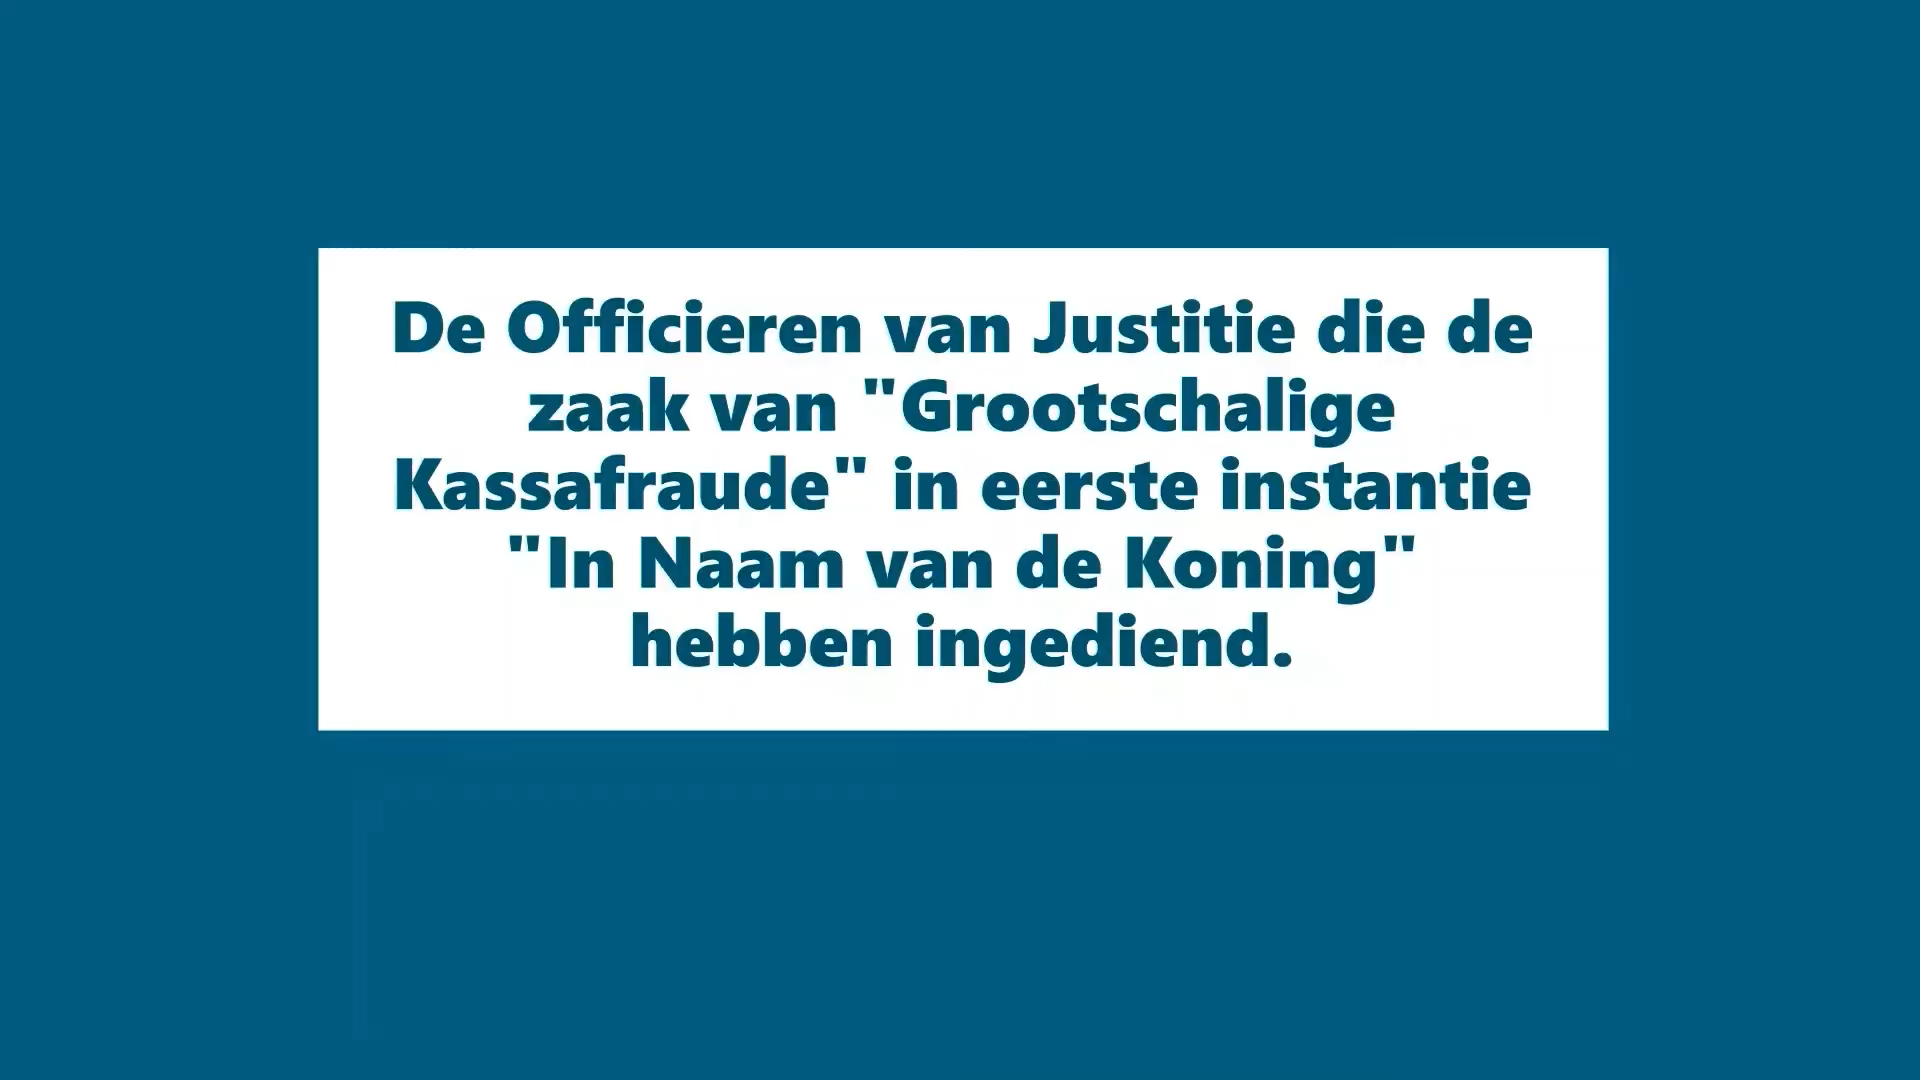 De Officieren van Justitie die de
zaak van "Grootschalige
Kassafraude" in eerste instantie
"In Naam van de Koning"
hebben ingediend.